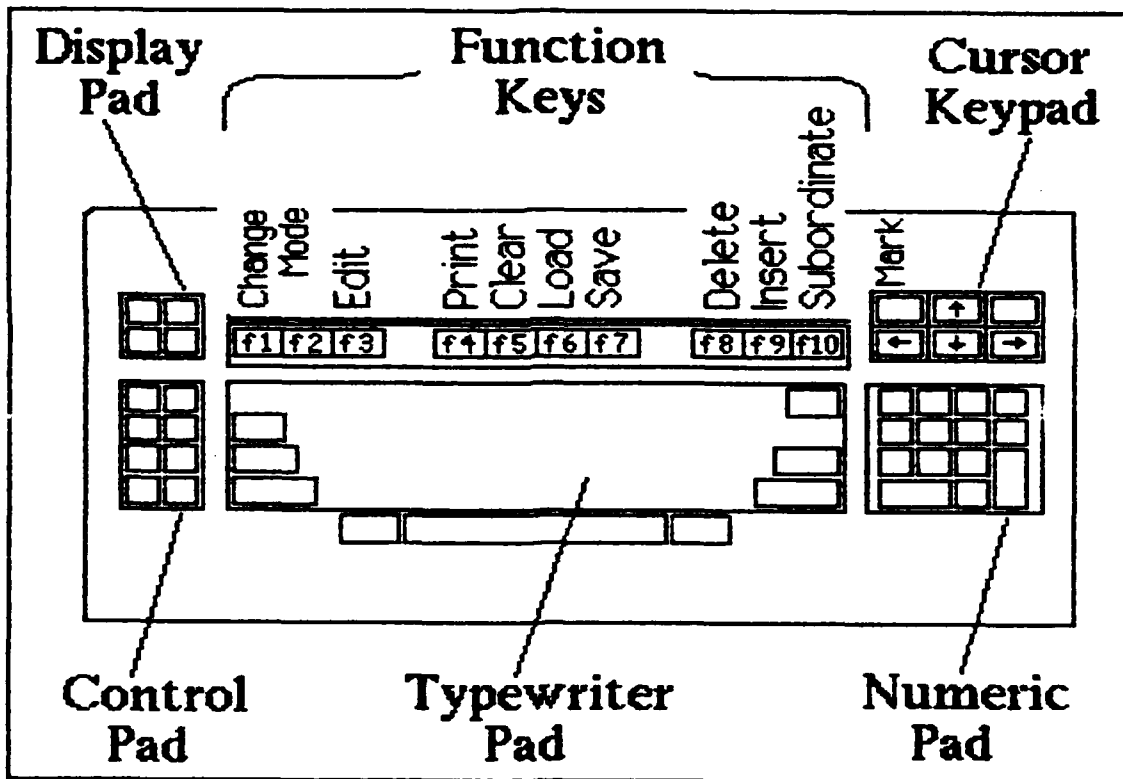 Display
Pad
Function
Keys
Cursor
Keypad
Change
Mode
Edit
Print
Clear
Load
Save
Delete
Insert
Subordinate
Mark
f1 f2 f3 f4 f5 f6 f7 f8 f9 f10
↑
← ↓ →
Control
Pad
Typewriter
Pad
Numeric
Pad